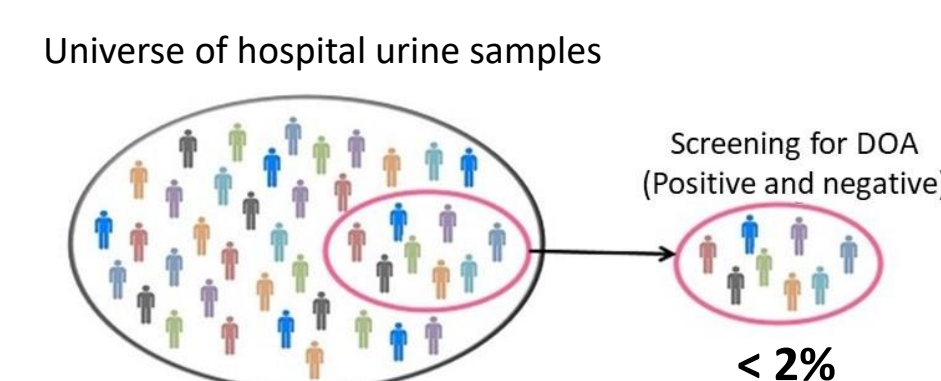 Universe of hospital urine samples
Screening for DOA
(Positive and negative)
< 2%